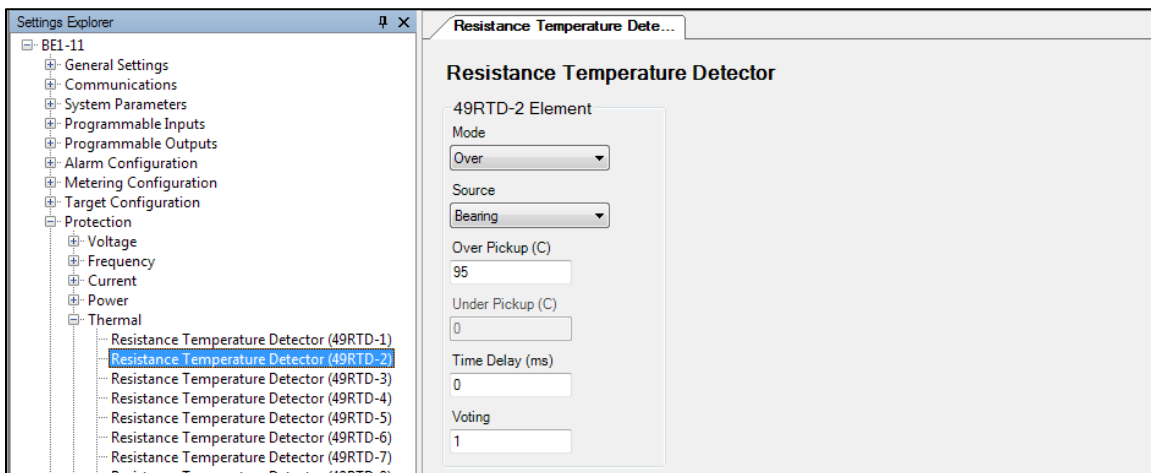 Settings Explorer
BE1-11
General Settings
Communications
System Parameters
Programmable Inputs
Programmable Outputs
Alarm Configuration
Metering Configuration
Target Configuration
Protection
Voltage
Frequency
Current
Power
Thermal
Resistance Temperature Detector (49RTD-1)
Resistance Temperature Detector (49RTD-2)
Resistance Temperature Detector (49RTD-3)
Resistance Temperature Detector (49RTD-4)
Resistance Temperature Detector (49RTD-5)
Resistance Temperature Detector (49RTD-6)
Resistance Temperature Detector (49RTD-7)
Resistance Temperature Dete...
Resistance Temperature Detector
49RTD-2 Element
Mode
Over
Source
Bearing
Over Pickup (C)
95
Under Pickup (C)
0
Time Delay (ms)
0
Voting
1